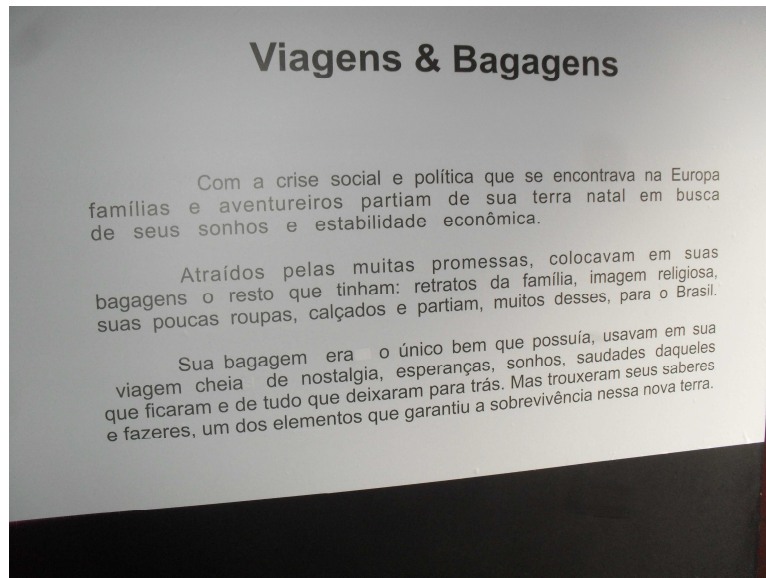 Viagens & Bagagens
Com a crise social e política que se encontrava na Europa
famílias e aventureiros partiam de sua terra natal em busca
de seus sonhos e estabilidade econômica.
Atraídos pelas muitas promessas, colocavam em suas
bagagens o resto que tinham: retratos da família, imagem religiosa,
suas poucas roupas, calçados e partiam, muitos desses, para o Brasil.
Sua bagagem era o único bem que possuía, usavam em sua
viagem cheia de nostalgia, esperanças, sonhos, saudades daqueles
que ficaram e de tudo que deixaram para trás. Mas trouxeram seus saberes
e fazeres, um dos elementos que garantiu a sobrevivência nessa nova terra.